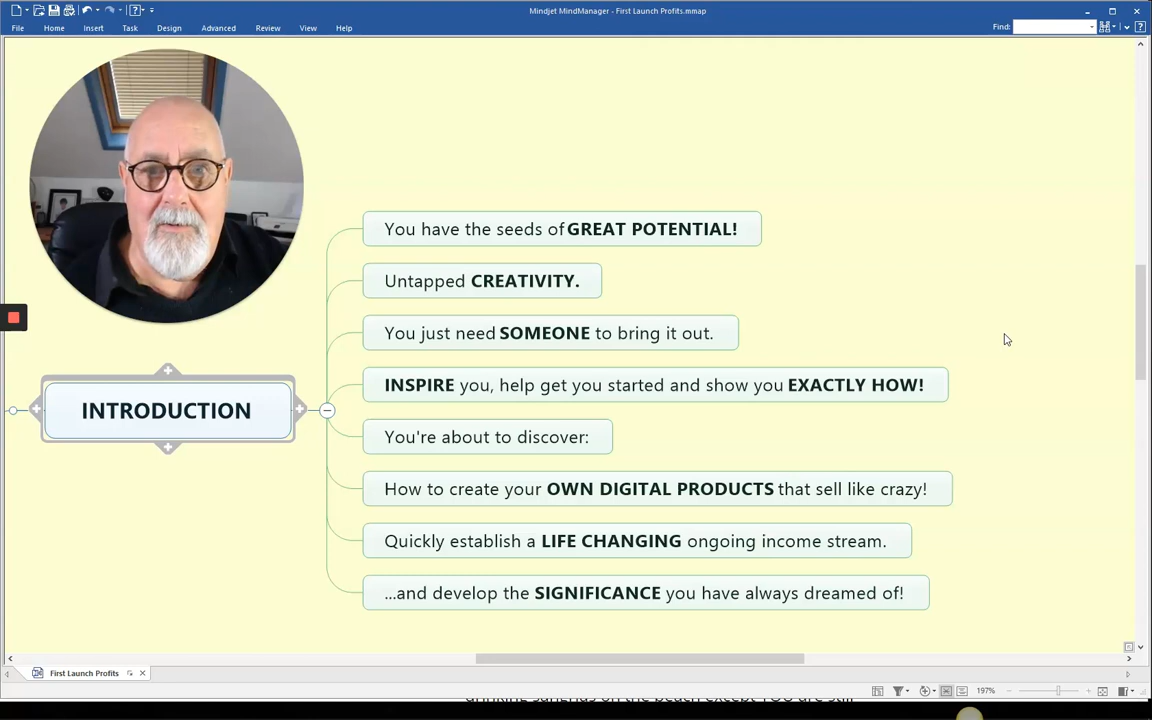 Mindjet MindManager - First Launch Profits.mmap
File Home Insert Task Design Advanced Review View Help Find:
You have the seeds of GREAT POTENTIAL!
Untapped CREATIVITY.
You just need SOMEONE to bring it out.
INSPIRE you, help get you started and show you EXACTLY HOW!
INTRODUCTION
You're about to discover:
How to create your OWN DIGITAL PRODUCTS that sell like crazy!
Quickly establish a LIFE CHANGING ongoing income stream.
...and develop the SIGNIFICANCE you have always dreamed of!
First Launch Profits
197%